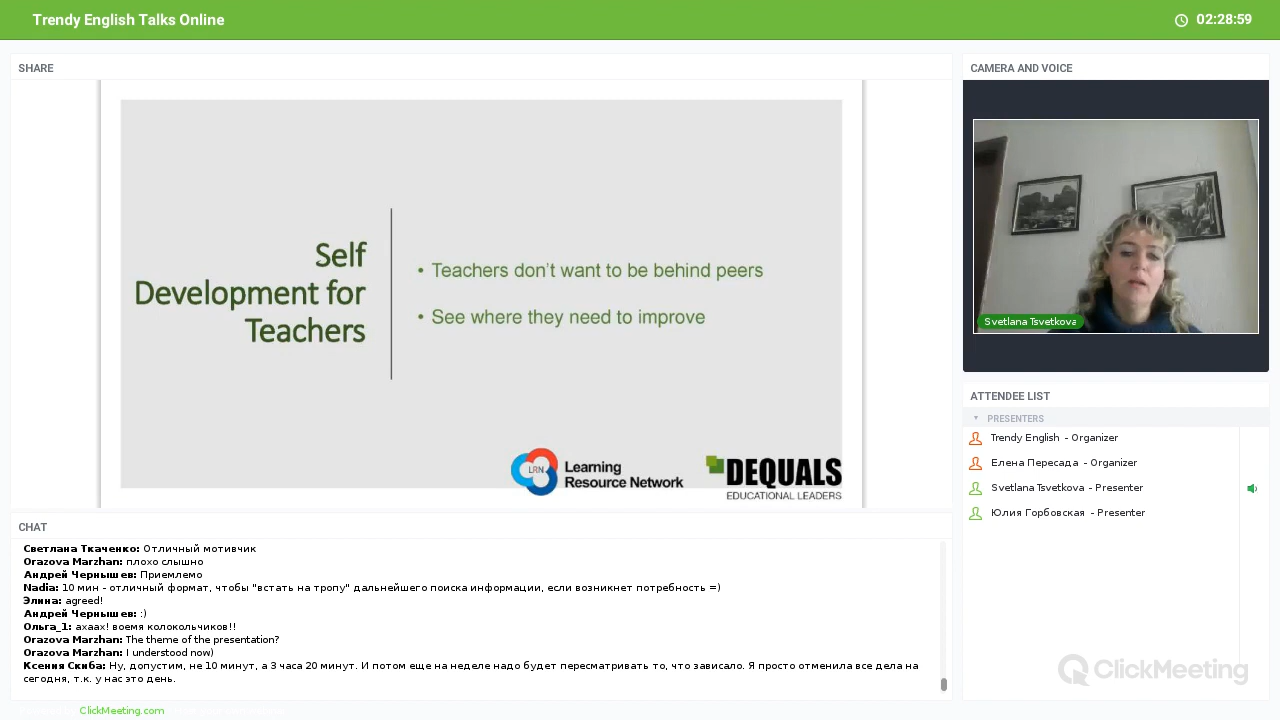 Trendy English Talks Online
02:28:59
SHARE
Self
Development for
Teachers
• Teachers don't want to be behind peers
• See where they need to improve
LRN
Learning
Resource Network
DEQUALS
EDUCATIONAL LEADERS
CAMERA AND VOICE
Svetlana Tsvetkova
ATTENDEE LIST
PRESENTERS
Trendy English - Organizer
Елена Пересада - Organizer
Svetlana Tsvetkova - Presenter
Юлия Горбовская - Presenter
CHAT
Светлана Ткаченко: Отличный мотивчик
Orazova Marzhan: плохо слышно
Андрей Чернышев: Приемлемо
Nadia: 10 мин - отличный формат, чтобы "встать на тропу" дальнейшего поиска информации, если возникнет потребность =)
Элина: agreed!
Андрей Чернышев: :)
Ольга_1: ахаах! воемя колокольчиков!!
Orazova Marzhan: The theme of the presentation?
Orazova Marzhan: I understood now)
Ксения Скиба: Ну, допустим, не 10 минут, а 3 часа 20 минут. И потом еще на неделе надо будет пересматривать то, что зависало. Я просто отменила все дела на
сегодня, т.к. у нас это день.
ClickMeeting
ClickMeeting.com